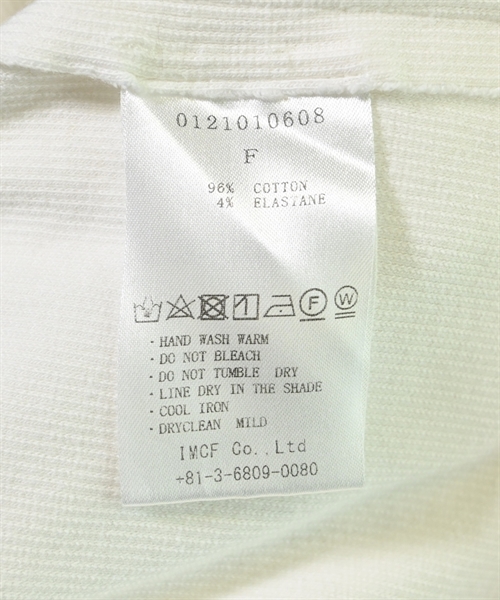 0121010608
F
96% COTTON
4% ELASTANE
F W
· HAND WASH WARM
· DO NOT BLEACH
· DO NOT TUMBLE DRY
· LINE DRY IN THE SHADE
· COOL IRON
· DRYCLEAN MILD
IMCF Co.,Ltd
+81-3-6809-0080